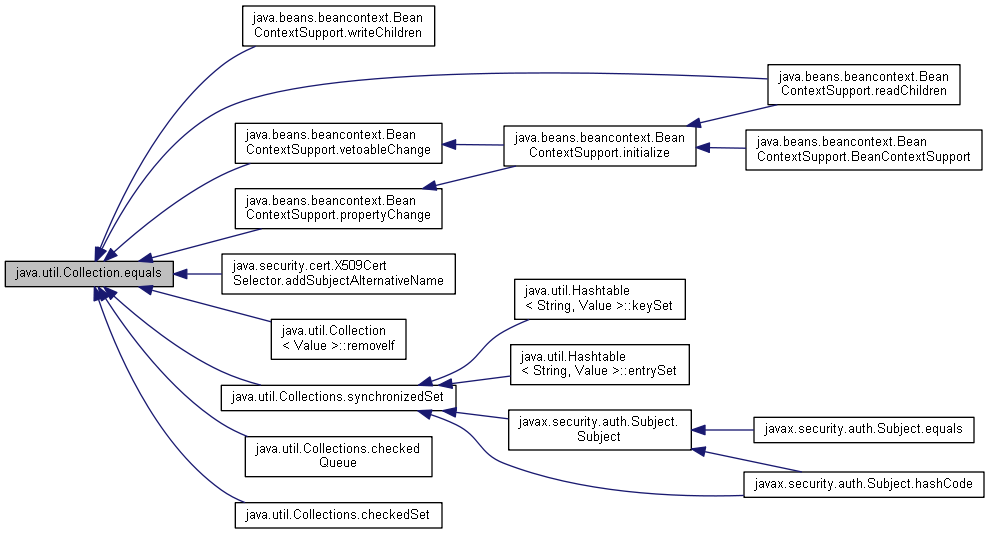 java.beans.beancontext.Bean
ContextSupport.writeChildren
java.beans.beancontext.Bean
ContextSupport.readChildren
java.beans.beancontext.Bean
ContextSupport.vetoableChange
java.beans.beancontext.Bean
ContextSupport.initialize
java.beans.beancontext.Bean
ContextSupport.BeanContextSupport
java.beans.beancontext.Bean
ContextSupport.propertyChange
java.util.Collection.equals
java.security.cert.X509Cert
Selector.addSubjectAlternativeName
java.util.Hashtable
< String, Value >::keySet
java.util.Collection
< Value >::removeIf
java.util.Hashtable
< String, Value >::entrySet
java.util.Collections.synchronizedSet
javax.security.auth.Subject.
Subject
javax.security.auth.Subject.equals
java.util.Collections.checked
Queue
javax.security.auth.Subject.hashCode
java.util.Collections.checkedSet